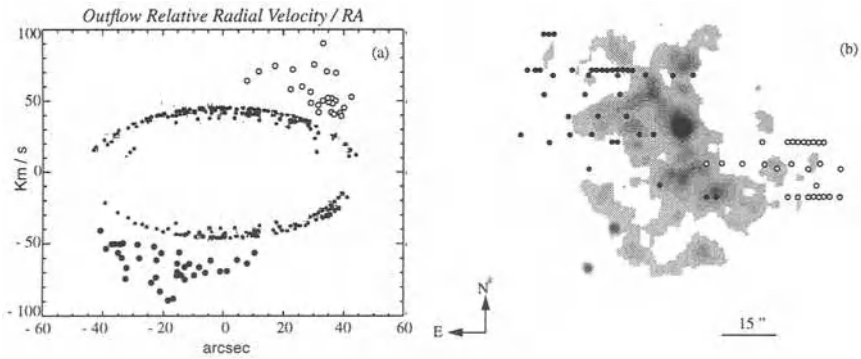 Outflow Relative Radial Velocity / RA
(a)
(b)
Km / s
100
50
0
- 50
- 100
- 60
- 40
- 20
0
20
40
60
arcsec
N
E
15 "